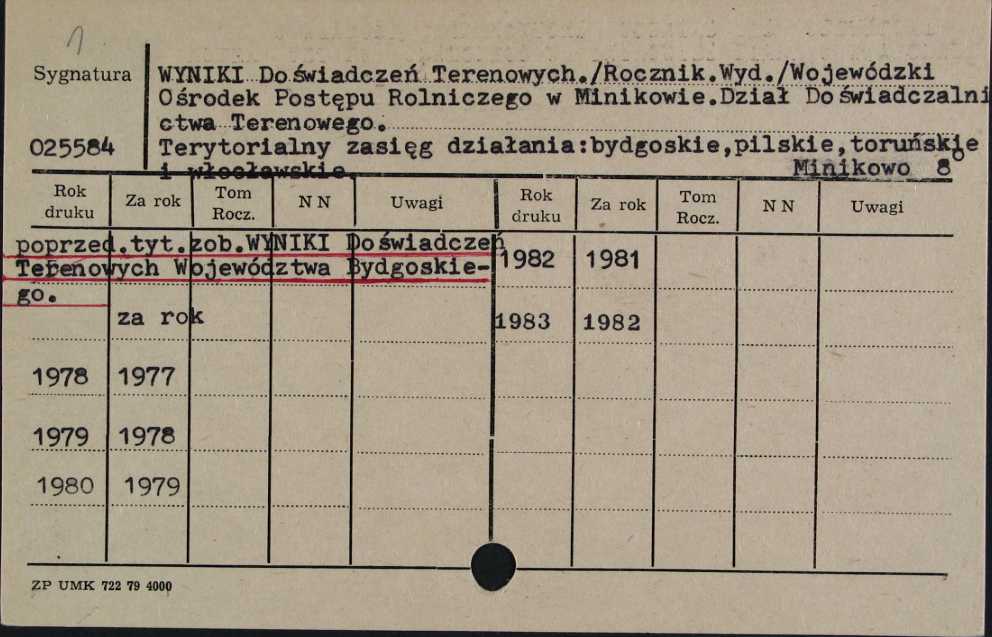 1
Sygnatura
WYNIKI Doświadczeń Terenowych./Rocznik.Wyd./Wojewódzki
Ośrodek Postępu Rolniczego w Minikowie.Dział Doświadczalni
ctwa Terenowego.
025584
Terytorialny zasięg działania:bydgoskie,pilskie,toruńskie
i włocławskie.
Minikowo 8°
Rok druku Za rok Tom Rocz. N N Uwagi Rok druku Za rok Tom Rocz. N N Uwagi
poprzed.tyt.zob.WYNIKI Doświadczeń
Terenowych Województwa Bydgoskie-
go.
1982 1981
za rok
1983 1982
1978 1977
1979 1978
1980 1979
ZP UMK 722 79 4000